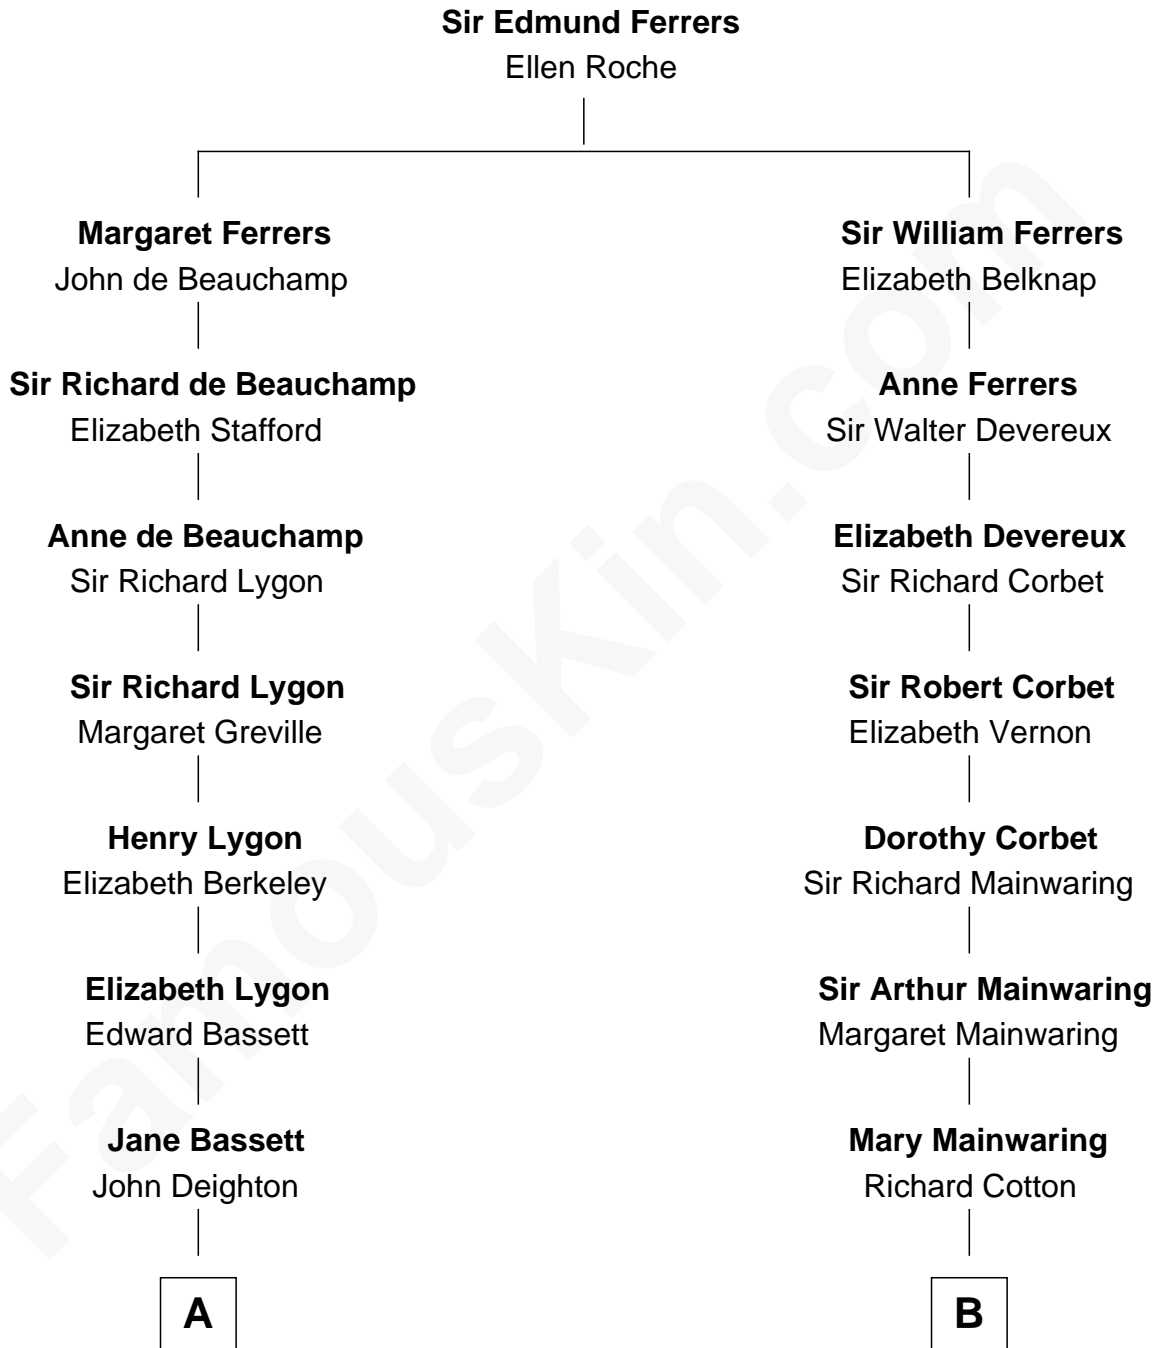 Sir Edmund Ferrers
Ellen Roche
Margaret Ferrers
John de Beauchamp
Sir William Ferrers
Elizabeth Belknap
Sir Richard de Beauchamp
Elizabeth Stafford
Anne Ferrers
Sir Walter Devereux
Anne de Beauchamp
Sir Richard Lygon
Elizabeth Devereux
Sir Richard Corbet
Sir Richard Lygon
Margaret Greville
Sir Robert Corbet
Elizabeth Vernon
Henry Lygon
Elizabeth Berkeley
Dorothy Corbet
Sir Richard Mainwaring
Elizabeth Lygon
Edward Bassett
Sir Arthur Mainwaring
Margaret Mainwaring
Jane Bassett
John Deighton
Mary Mainwaring
Richard Cotton
A
B
FamousKin.com